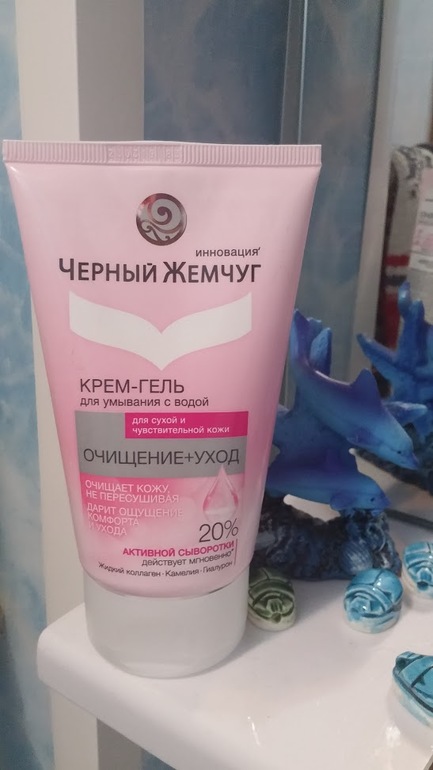 инновация*
ЧЕРНЫЙ ЖЕМЧУГ
КРЕМ-ГЕЛЬ
для умывания с водой
для сухой и
чувствительной кожи
ОЧИЩЕНИЕ+УХОД
ОЧИЩАЕТ КОЖУ,
НЕ ПЕРЕСУШИВАЯ
ДАРИТ ОЩУЩЕНИЕ
КОМФОРТА
И УХОДА
20%
АКТИВНОЙ СЫВОРОТКИ
действует мгновенно*
Жидкий коллаген · Камелия · Гиалурон